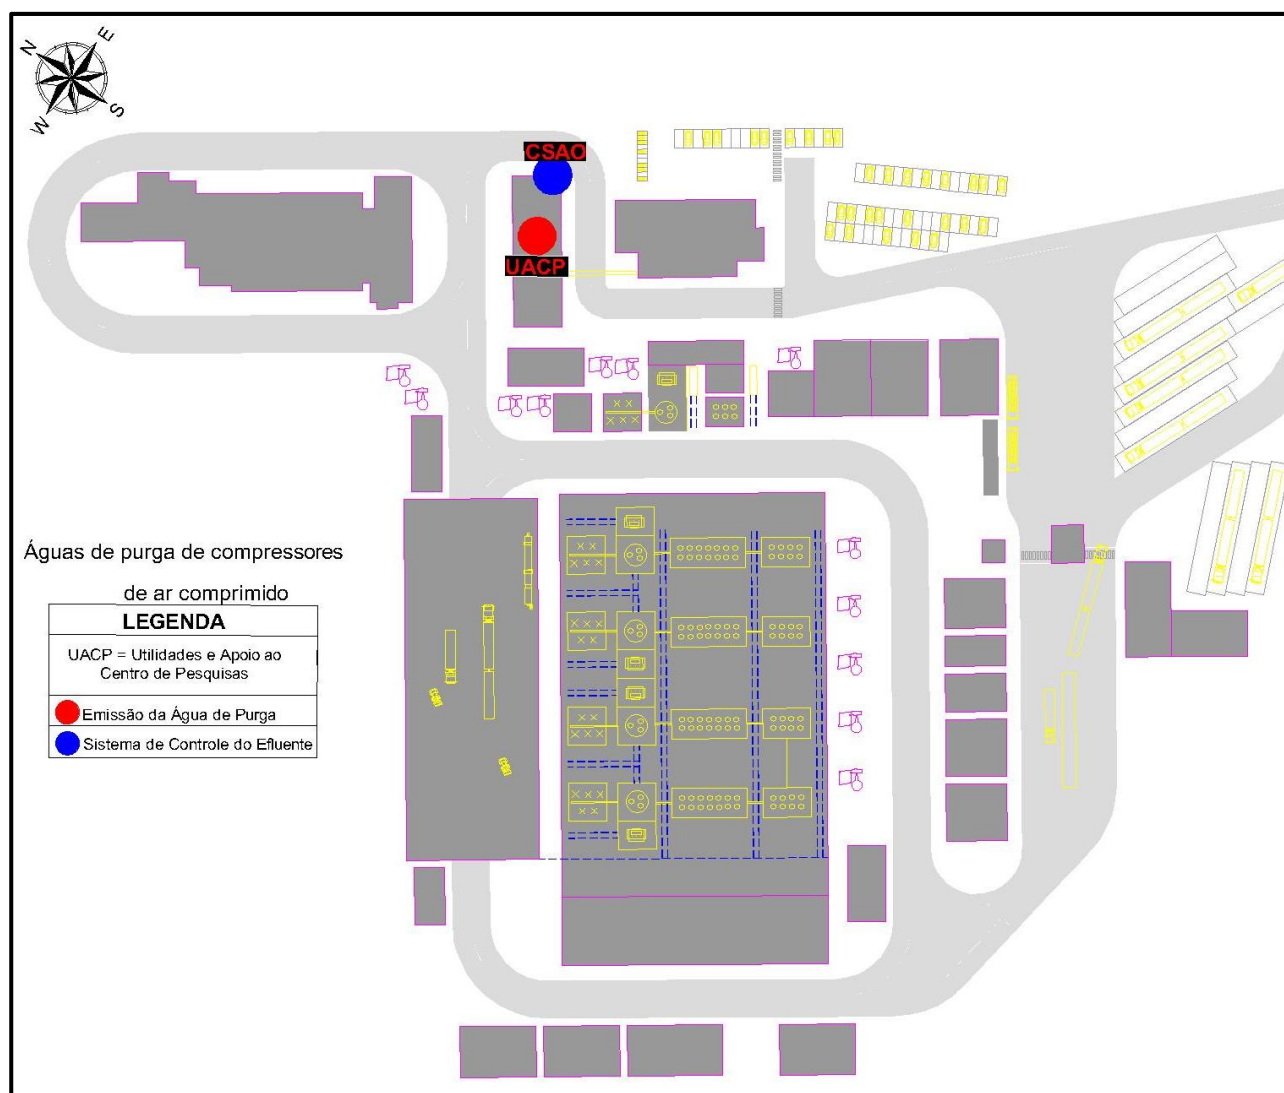 N
E
W
S
CSAO
UACP
Águas de purga de compressores
de ar comprimido
LEGENDA
UACP = Utilidades e Apoio ao
Centro de Pesquisas
Emissão da Água de Purga
Sistema de Controle do Efluente